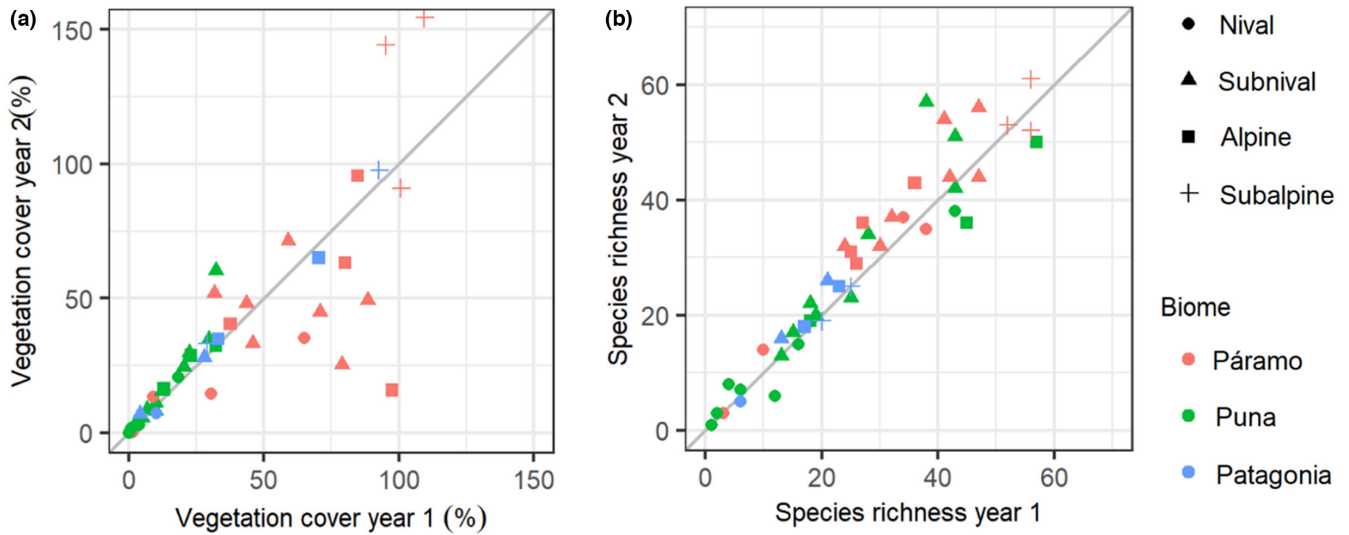 (a)
150
100
50
0
0 50 100 150
Vegetation cover year 2(%)
Vegetation cover year 1 (%)
(b)
60
40
20
0
0 20 40 60
Species richness year 2
Species richness year 1
Nival
Subnival
Alpine
Subalpine
Biome
Páramo
Puna
Patagonia